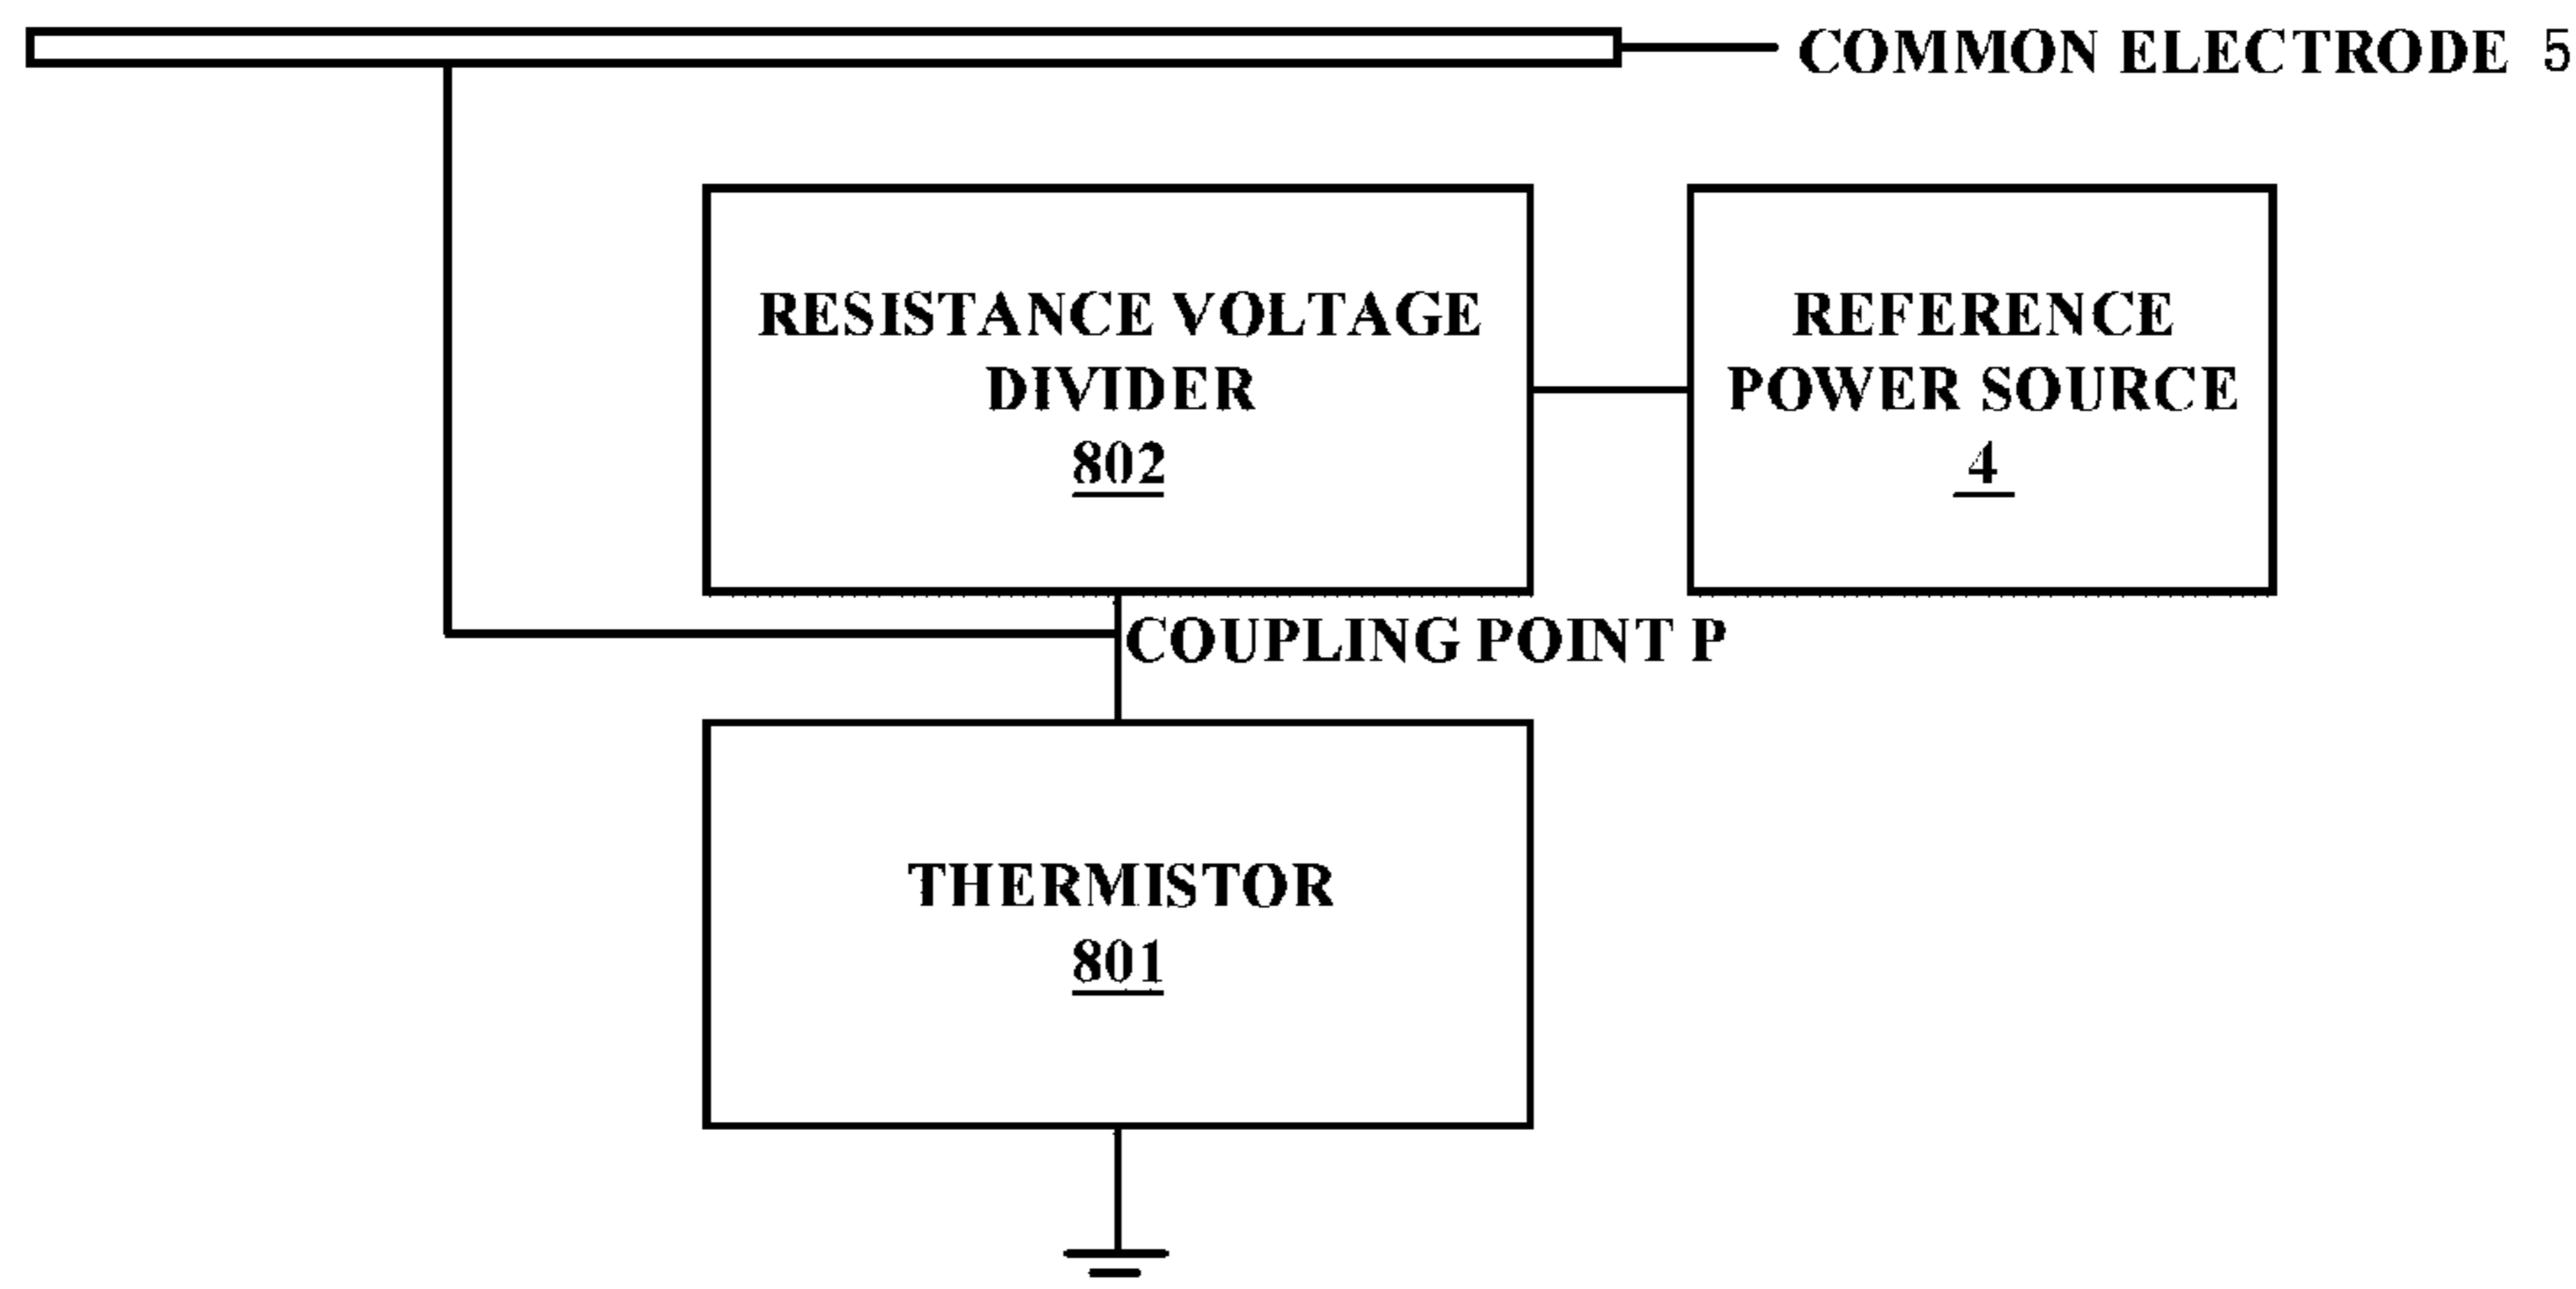 COMMON ELECTRODE 5
RESISTANCE VOLTAGE
DIVIDER
802
REFERENCE
POWER SOURCE
4
COUPLING POINT P
THERMISTOR
801